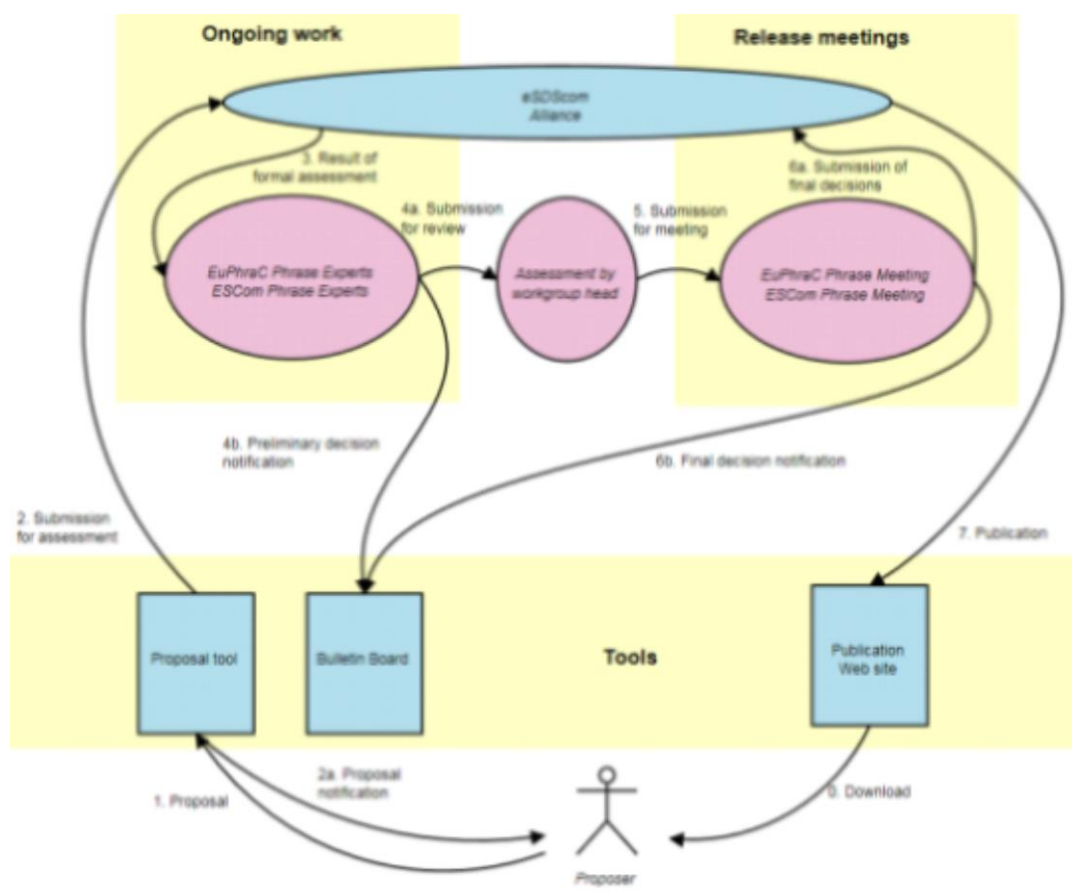 Ongoing work
Release meetings
eSDScom
Alliance
3. Result of
formal assessment
4a. Submission
for review
5. Submission
for meeting
6a. Submission of
final decisions
EuPhraC Phrase Experts
ESCom Phrase Experts
Assessment by
workgroup head
EuPhraC Phrase Meeting
ESCom Phrase Meeting
4b. Preliminary decision
notification
6b. Final decision notification
2. Submission
for assessment
7. Publication
Proposal tool
Bulletin Board
Tools
Publication
Web site
1. Proposal
2a. Proposal
notification
0. Download
Proposer